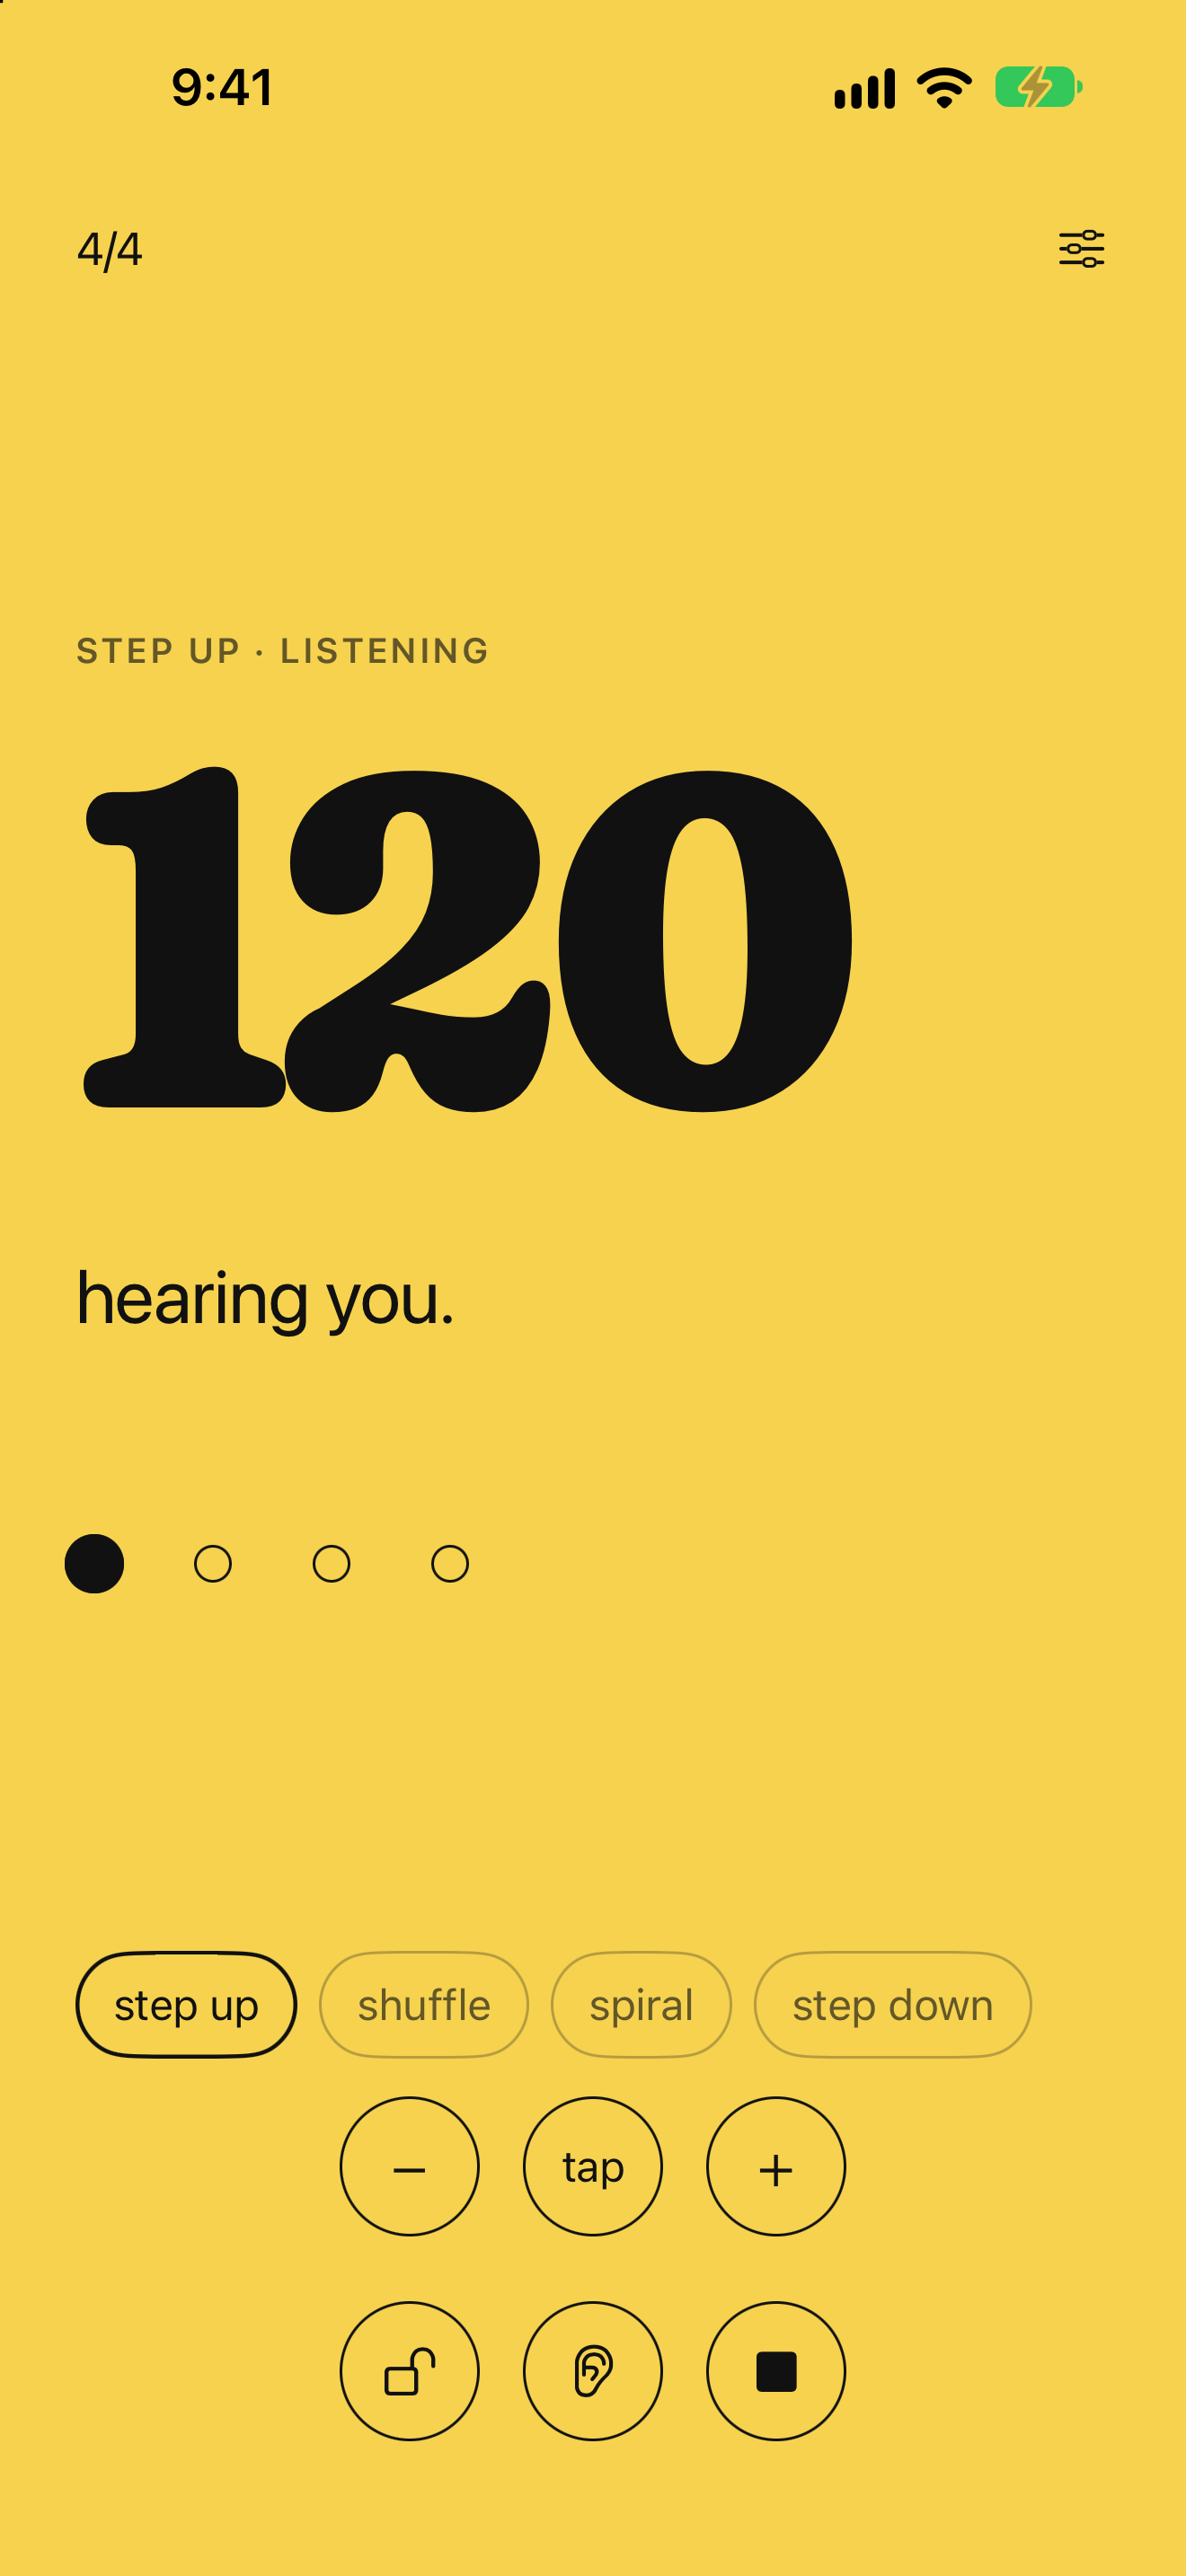 9:41
4/4
STEP UP · LISTENING
120
hearing you.
step up shuffle spiral step down
− tap +